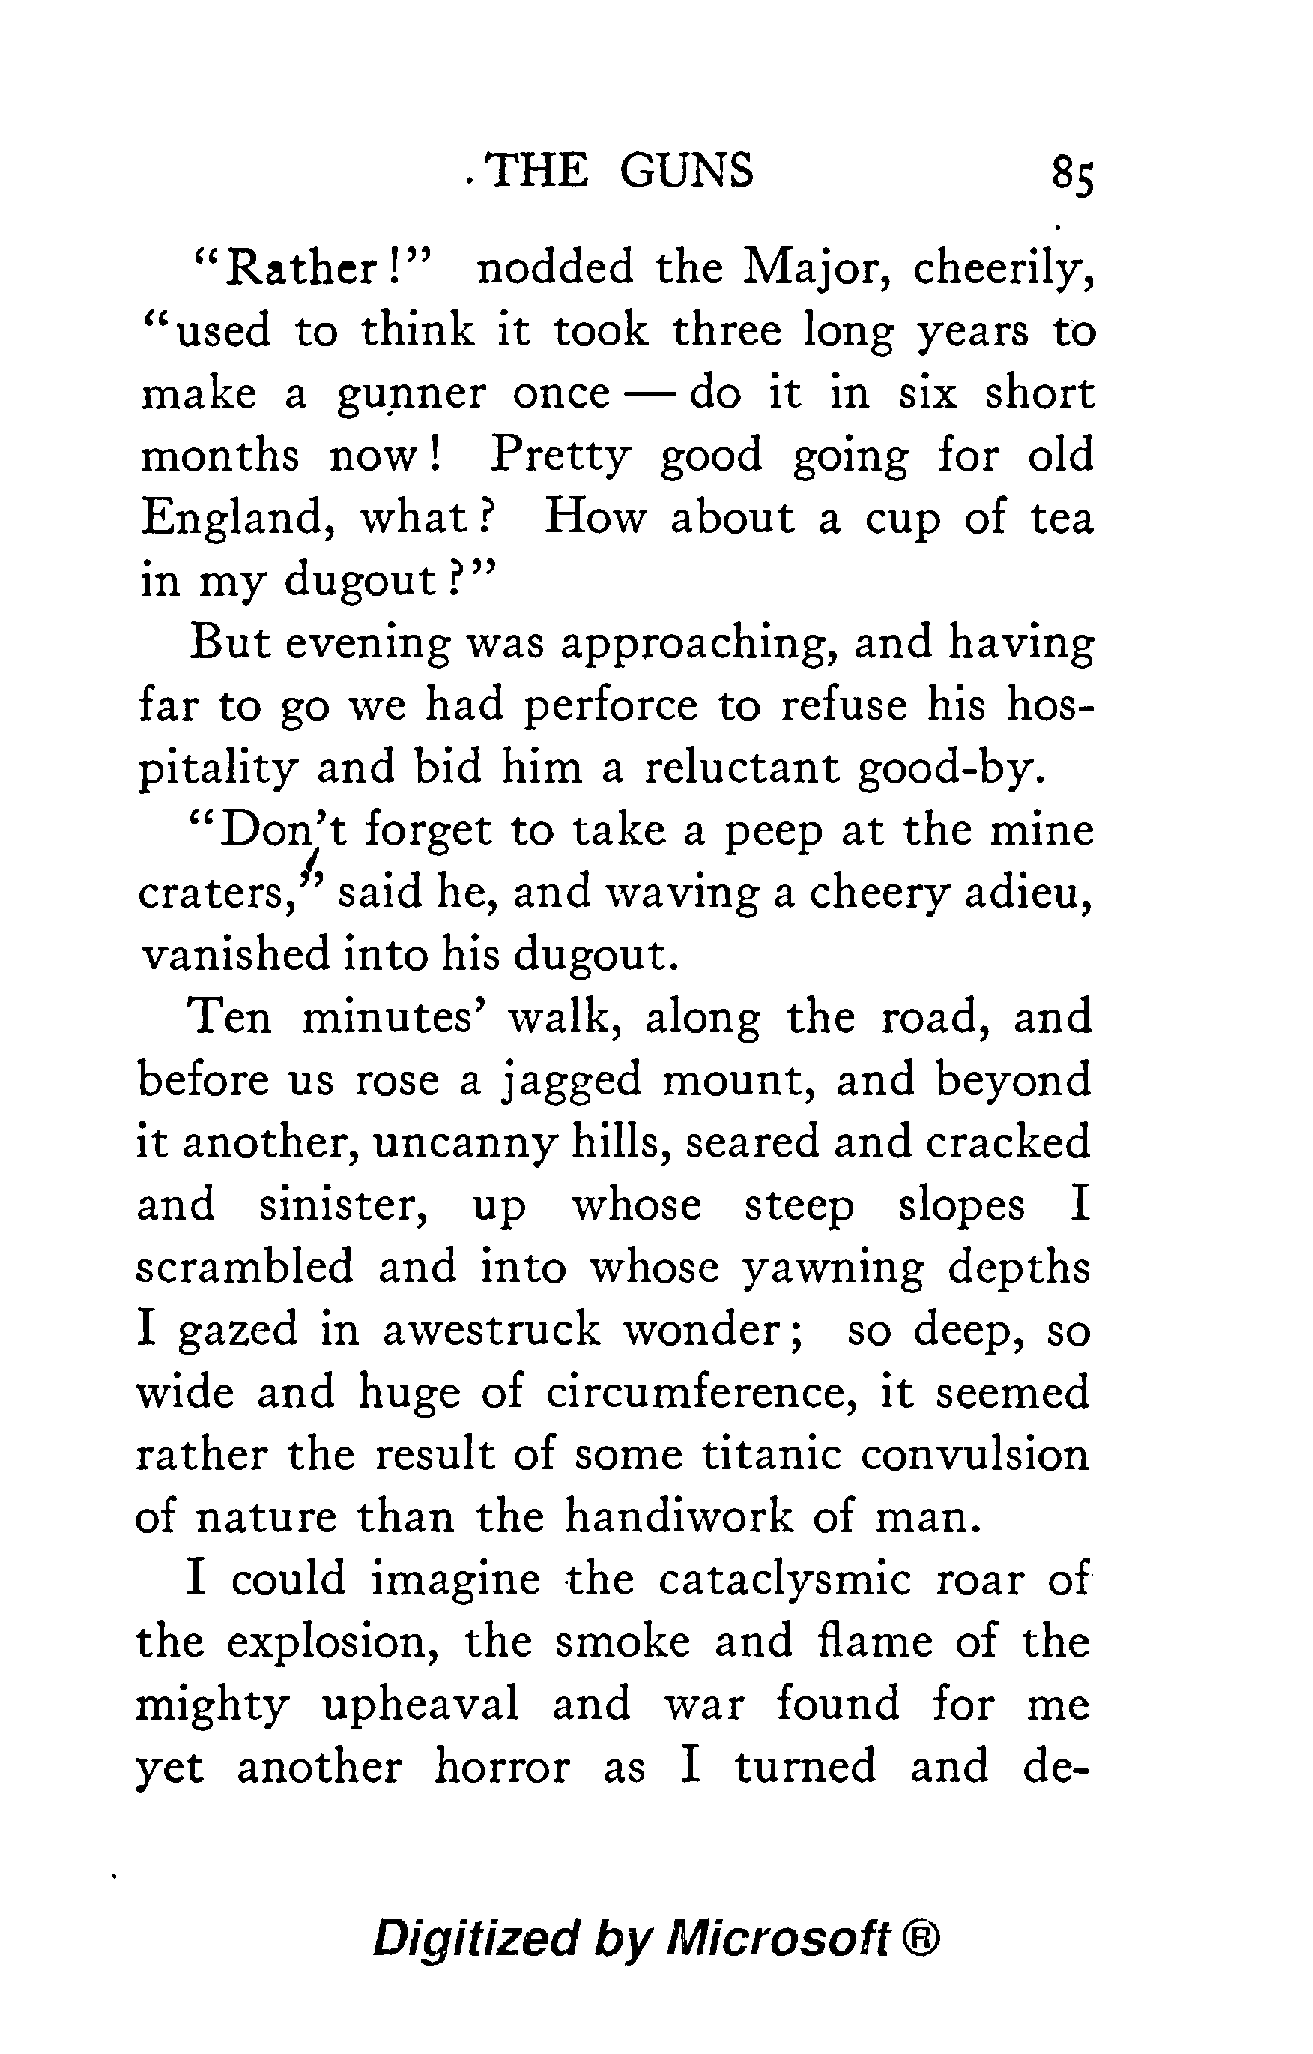 THE GUNS 85
"Rather!" nodded the Major, cheerily,
"used to think it took three long years to
make a gunner once — do it in six short
months now! Pretty good going for old
England, what? How about a cup of tea
in my dugout?"
But evening was approaching, and having
far to go we had perforce to refuse his hos-
pitality and bid him a reluctant good-by.
"Don't forget to take a peep at the mine
craters," said he, and waving a cheery adieu,
vanished into his dugout.
Ten minutes' walk, along the road, and
before us rose a jagged mount, and beyond
it another, uncanny hills, seared and cracked
and sinister, up whose steep slopes I
scrambled and into whose yawning depths
I gazed in awestruck wonder; so deep, so
wide and huge of circumference, it seemed
rather the result of some titanic convulsion
of nature than the handiwork of man.
I could imagine the cataclysmic roar of
the explosion, the smoke and flame of the
mighty upheaval and war found for me
yet another horror as I turned and de-
Digitized by Microsoft ®